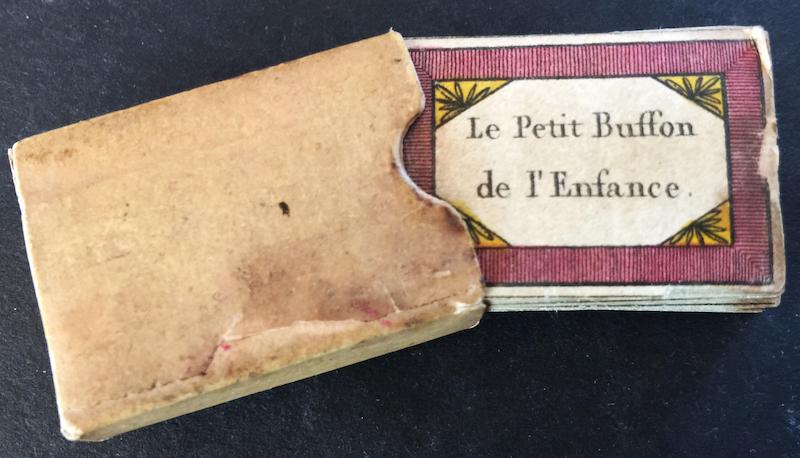 Le Petit Buffon
de l'Enfance.